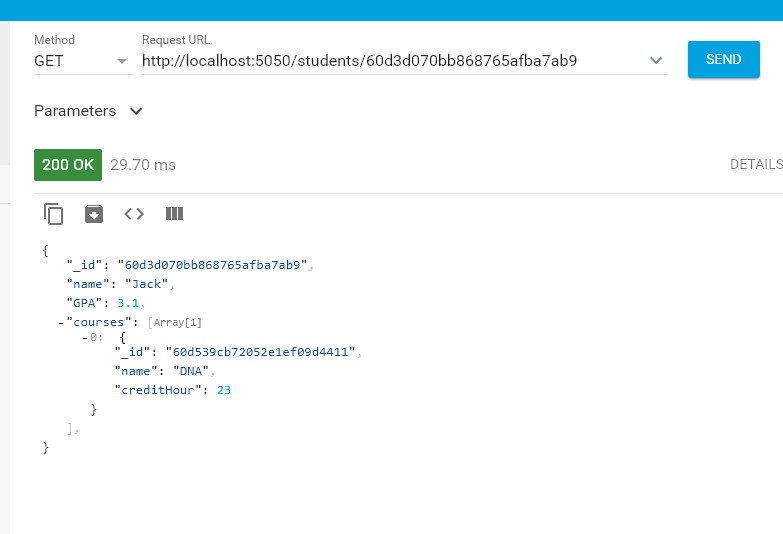 Method
Request URL
GET
http://localhost:5050/students/60d3d070bb868765afba7ab9
SEND
Parameters
200 OK
29.70 ms
DETAILS
{
"_id": "60d3d070bb868765afba7ab9",
"name": "Jack",
"GPA": 3.1,
-"courses": [Array[1]
-0: {
"_id": "60d539cb72052e1ef09d4411",
"name": "DNA",
"creditHour": 23
}
],
}